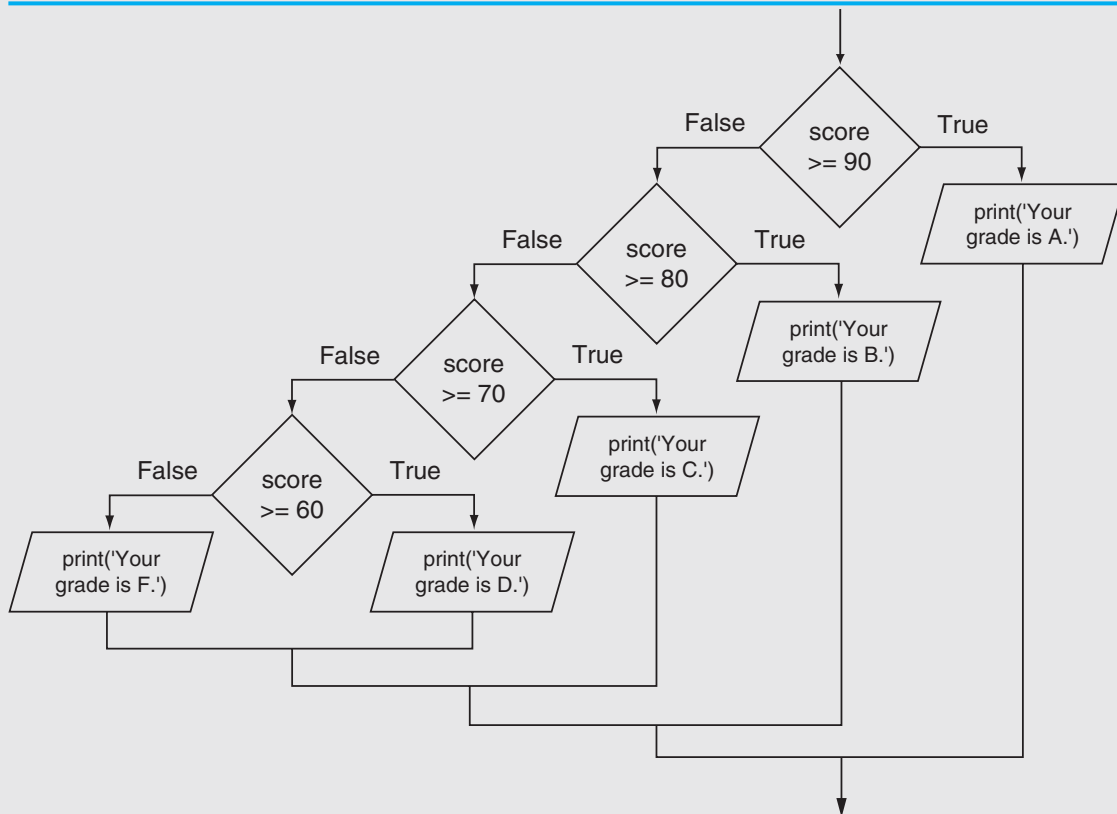 score
>= 90
False
True
print('Your
grade is A.')
score
>= 80
False
True
print('Your
grade is B.')
score
>= 70
False
True
print('Your
grade is C.')
score
>= 60
False
True
print('Your
grade is F.')
print('Your
grade is D.')